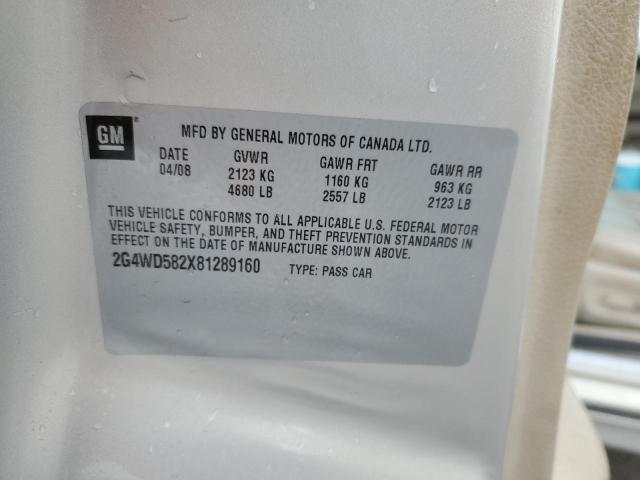 GM
MFD BY GENERAL MOTORS OF CANADA LTD.
DATE GVWR GAWR FRT GAWR RR
04/08 2123 KG 1160 KG 963 KG
4680 LB 2557 LB 2123 LB
THIS VEHICLE CONFORMS TO ALL APPLICABLE U.S. FEDERAL MOTOR
VEHICLE SAFETY, BUMPER, AND THEFT PREVENTION STANDARDS IN
EFFECT ON THE DATE OF MANUFACTURE SHOWN ABOVE.
2G4WD582X81289160 TYPE: PASS CAR